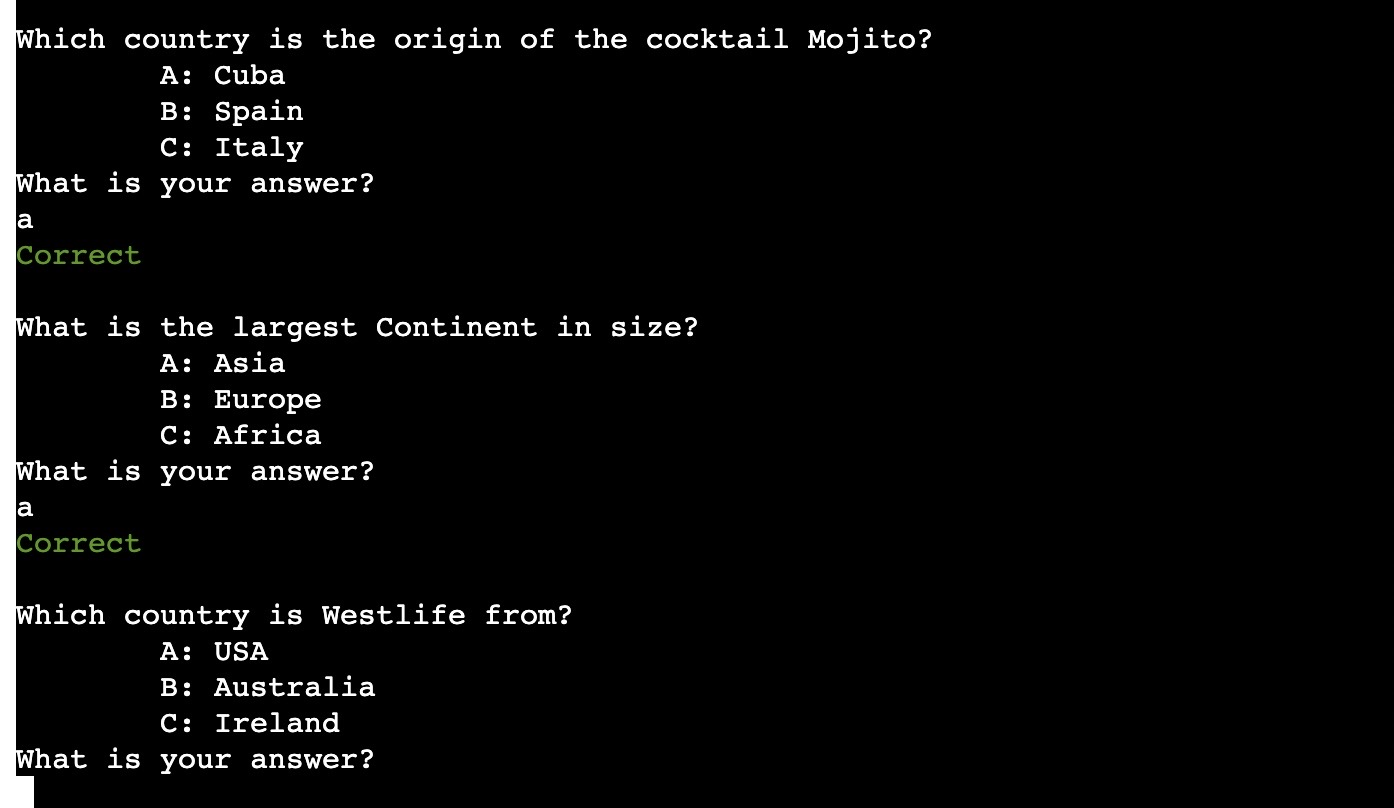 Which country is the origin of the cocktail Mojito?
A: Cuba
B: Spain
C: Italy
What is your answer?
a
Correct
What is the largest Continent in size?
A: Asia
B: Europe
C: Africa
What is your answer?
a
Correct
Which country is Westlife from?
A: USA
B: Australia
C: Ireland
What is your answer?